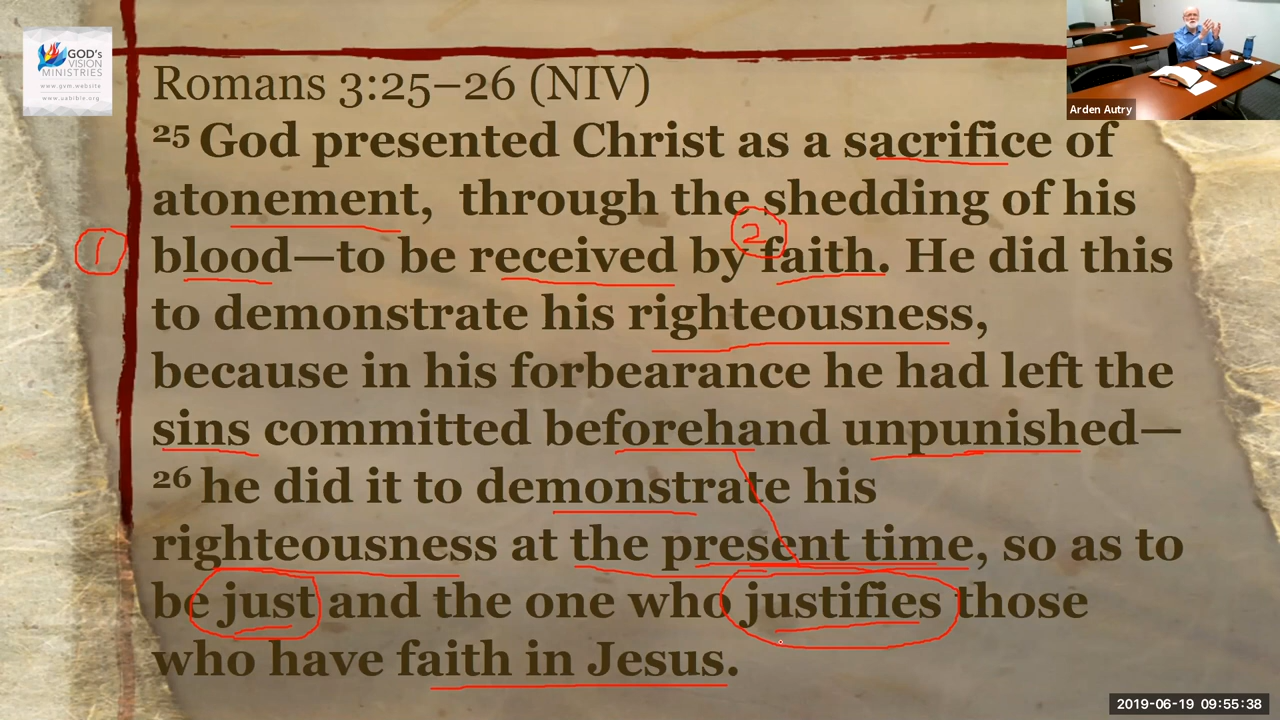 GOD's
VISION
MINISTRIES
www.gvm.website
www.uxbible.org
Arden Autry
Romans 3:25–26 (NIV)
25 God presented Christ as a sacrifice of
atonement, through the shedding of his
2
1
blood—to be received by faith. He did this
to demonstrate his righteousness,
because in his forbearance he had left the
sins committed beforehand unpunished—
26 he did it to demonstrate his
righteousness at the present time, so as to
be just and the one who justifies those
who have faith in Jesus.
2019-06-19 09:55:38